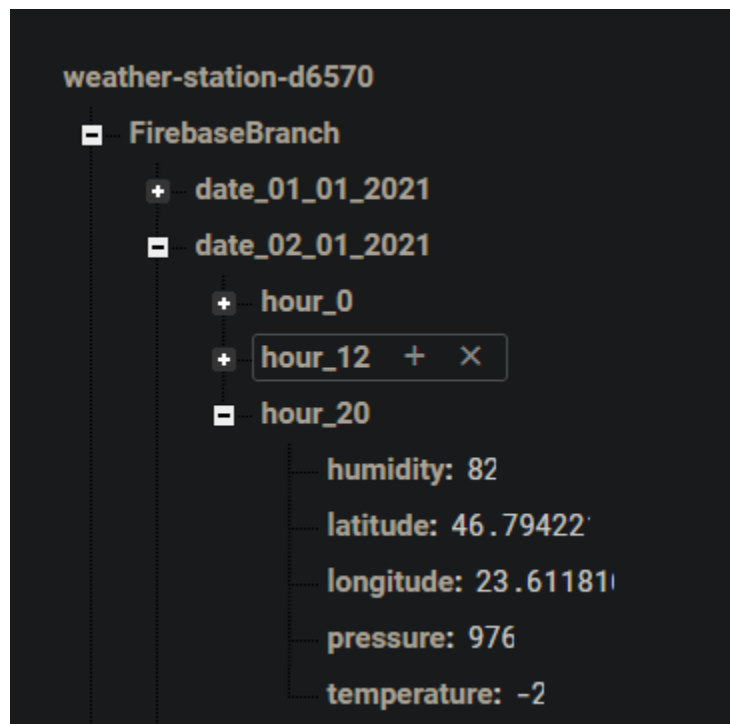 weather-station-d6570
FirebaseBranch
date_01_01_2021
date_02_01_2021
hour_0
hour_12
hour_20
humidity: 82
latitude: 46.79422
longitude: 23.61181
pressure: 976
temperature: -2